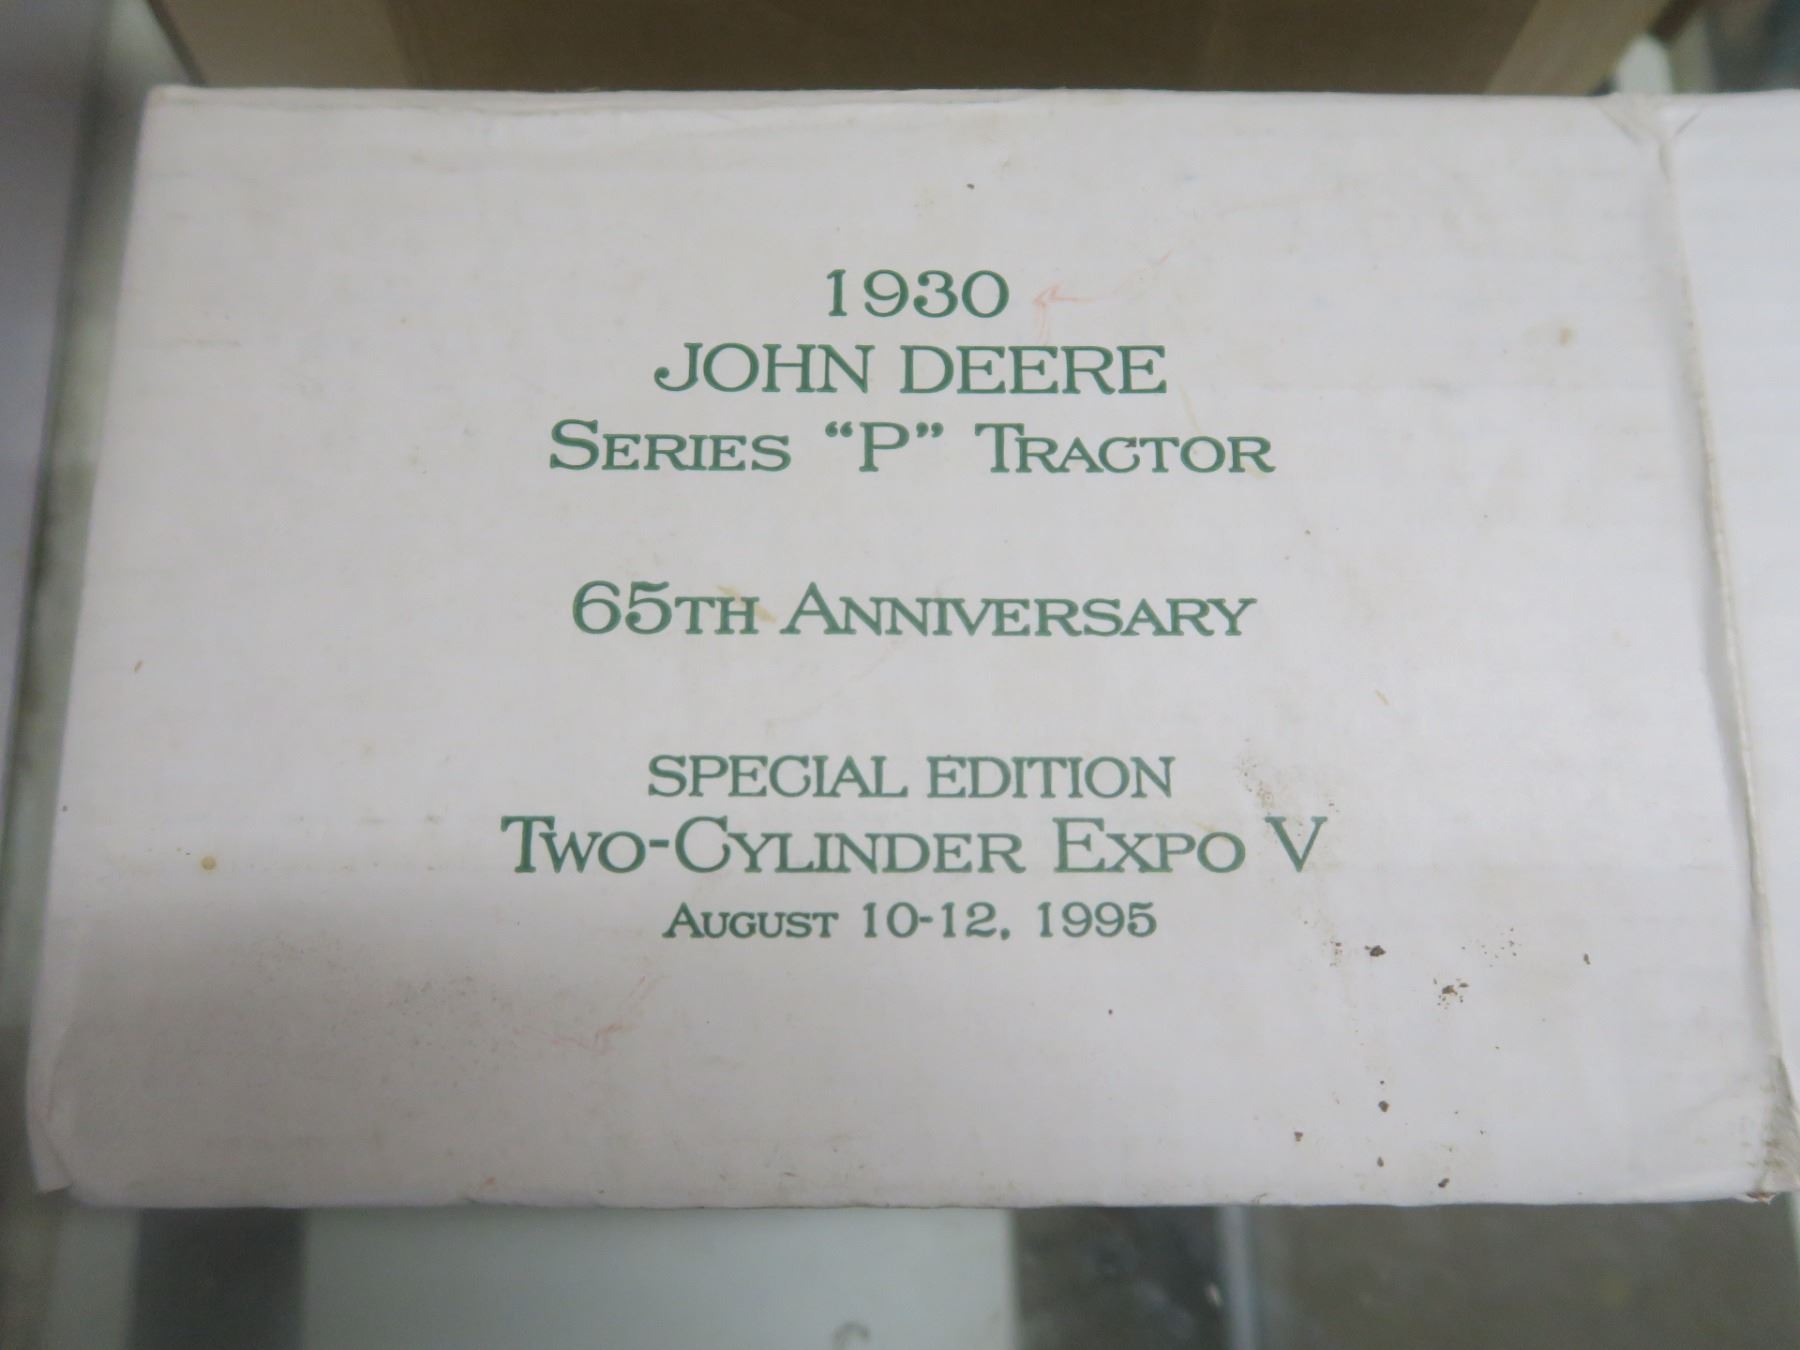 1930
JOHN DEERE
SERIES “P” TRACTOR
65TH ANNIVERSARY
SPECIAL EDITION
TWO-CYLINDER EXPO V
AUGUST 10-12, 1995